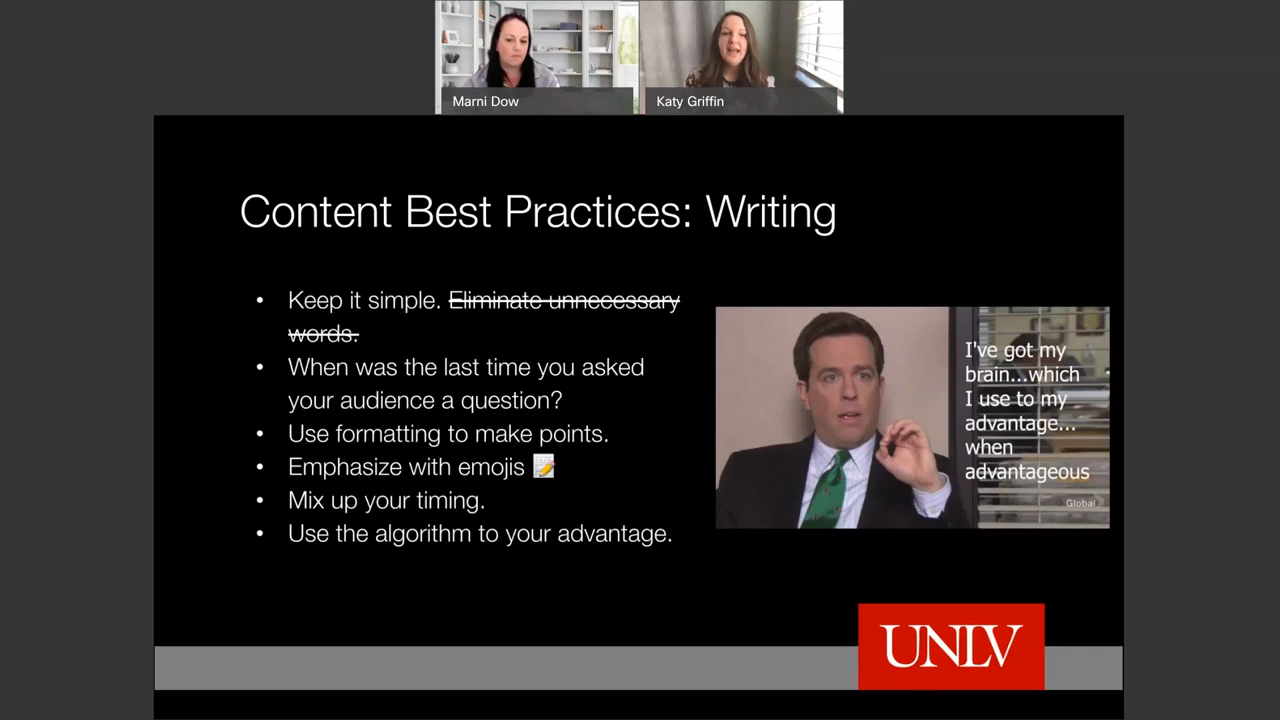 Marni Dow
Katy Griffin
Content Best Practices: Writing
• Keep it simple. Eliminate unnecessary
words.
• When was the last time you asked
your audience a question?
• Use formatting to make points.
• Emphasize with emojis 📝
• Mix up your timing.
• Use the algorithm to your advantage.
I've got my
brain...which
I use to my
advantage...
when
advantageous
Global
UNLV